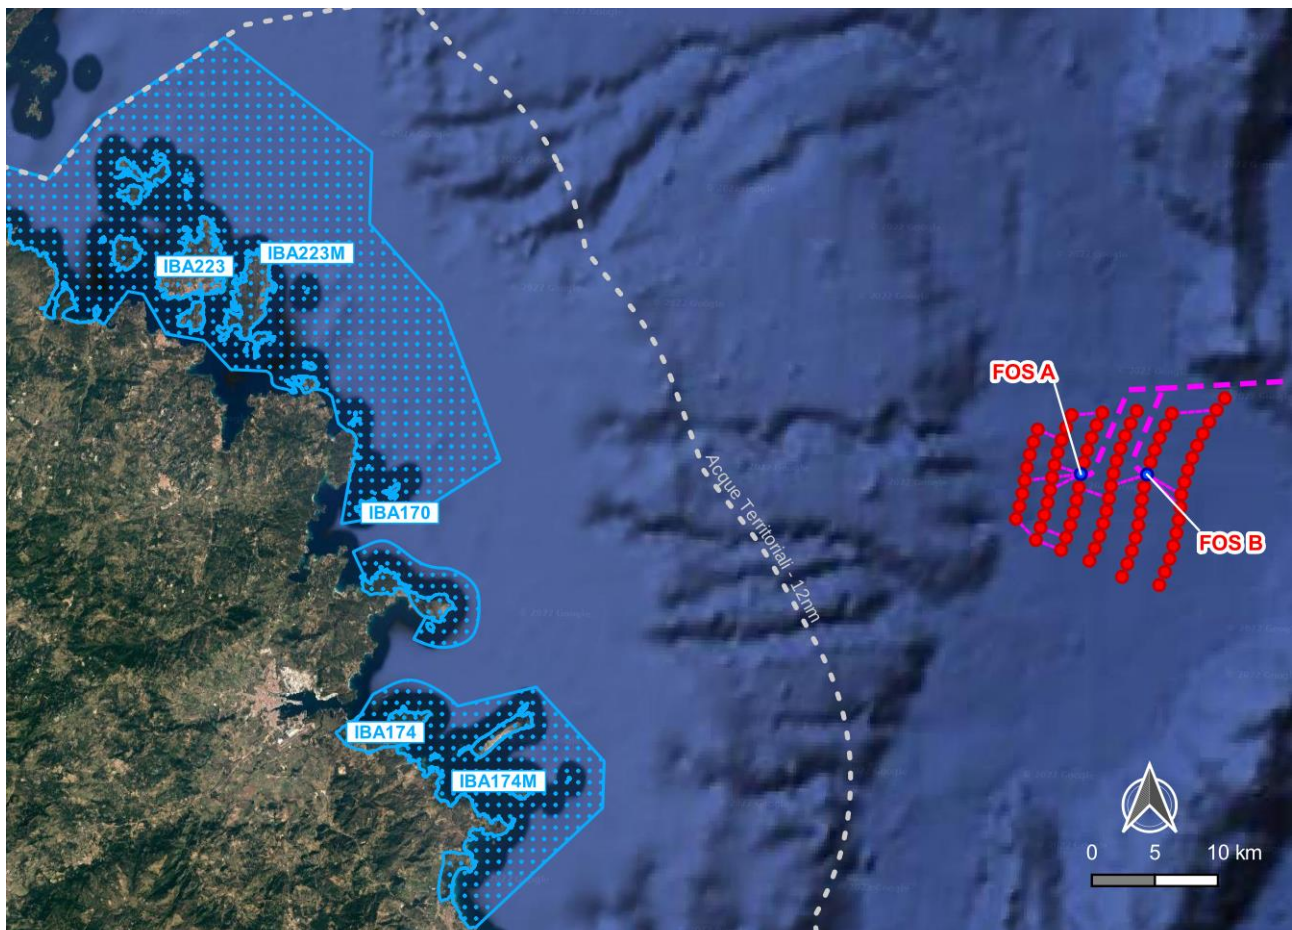 IBA223
IBA223M
FOS A
Acque Territoriali - 12nm
IBA170
FOS B
IBA174
IBA174M
0 5 10 km